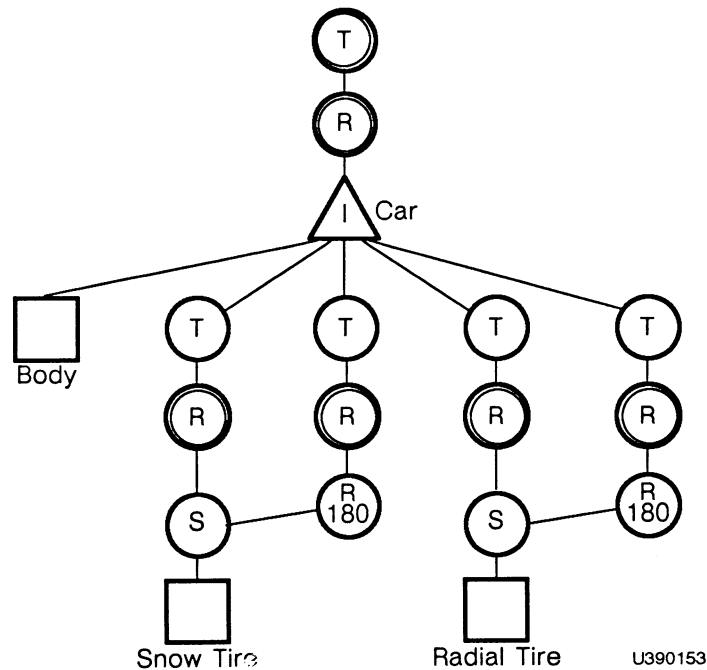 T
R
I Car
T T T T
Body
R R R R
S R 180 S R 180
Snow Tire Radial Tire U390153